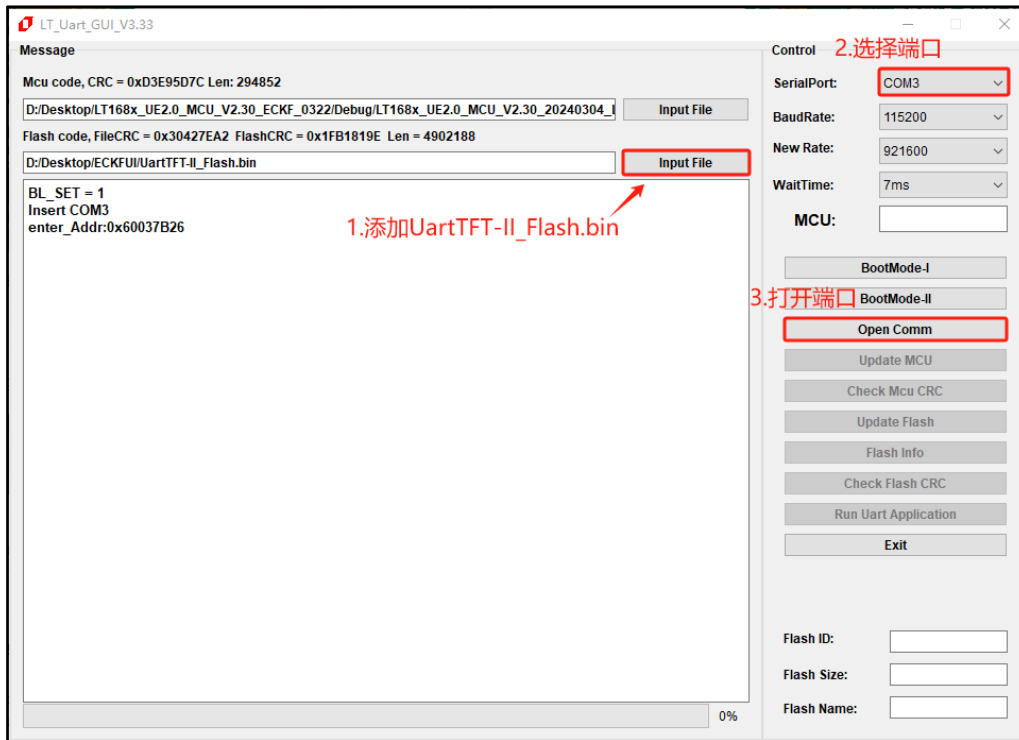 LT_Uart_GUI_V3.33
Message
Mcu code, CRC = 0xD3E95D7C Len: 294852
D:/Desktop/LT168x_UE2.0_MCU_V2.30_ECKF_0322/Debug/LT168x_UE2.0_MCU_V2.30_20240304_
Input File
Flash code, FileCRC = 0x30427EA2 FlashCRC = 0x1FB1819E Len = 4902188
D:/Desktop/ECKFUI/UartTFT-II_Flash.bin
Input File
BL_SET = 1
Insert COM3
enter_Addr:0x60037B26
1.添加UartTFT-II_Flash.bin
0%
Control
2.选择端口
SerialPort:
COM3
BaudRate:
115200
New Rate:
921600
WaitTime:
7ms
MCU:
BootMode-I
3.打开端口
BootMode-II
Open Comm
Update MCU
Check Mcu CRC
Update Flash
Flash Info
Check Flash CRC
Run Uart Application
Exit
Flash ID:
Flash Size:
Flash Name: